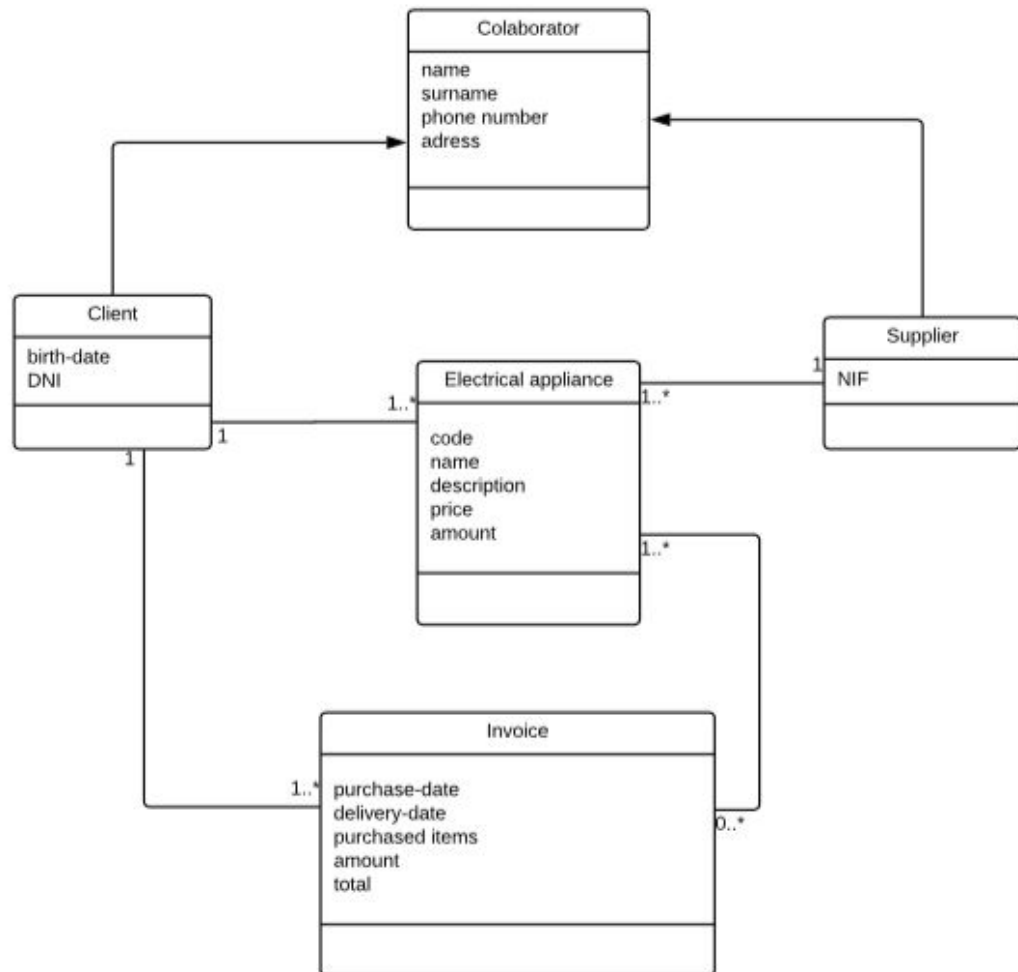 Colaborator
name
surname
phone number
adress
Client
birth-date
DNI
Supplier
NIF
1
Electrical appliance
code
name
description
price
amount
1..*
1..*
1
1
1..*
Invoice
purchase-date
delivery-date
purchased items
amount
total
1..*
0..*